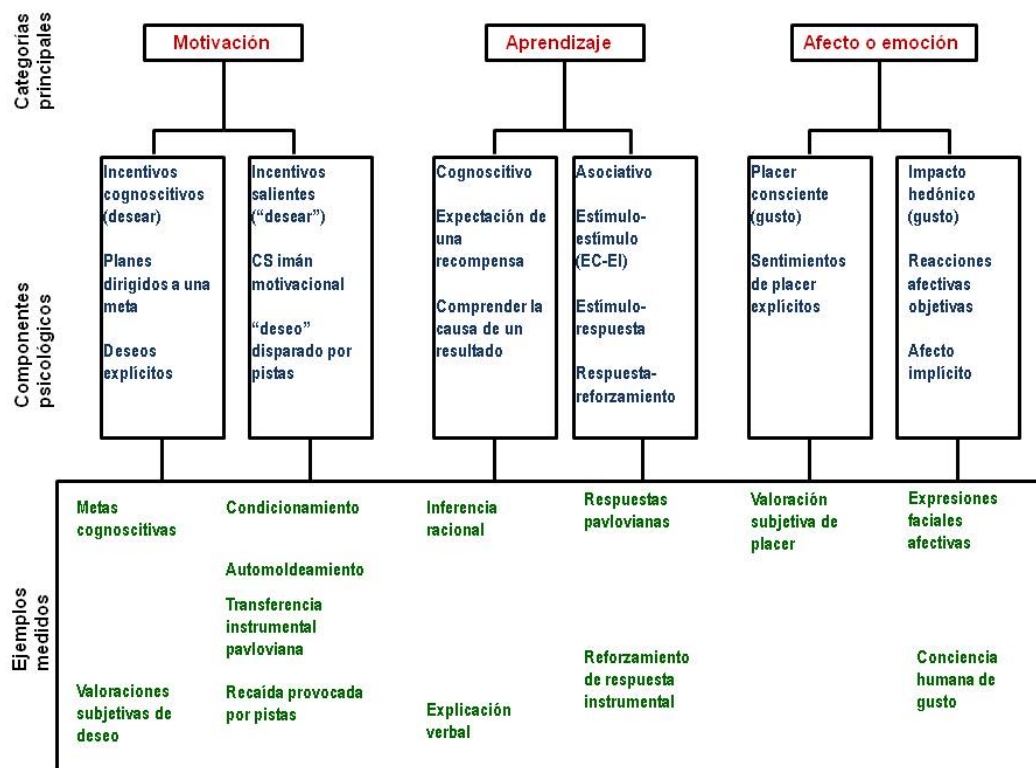 Categorías
principales
Motivación
Aprendizaje
Afecto o emoción
Componentes
psicológicos
Incentivos
cognoscitivos
(desear)
Planes
dirigidos a una
meta
Deseos
explícitos
Incentivos
salientes
(“desear”)
CS imán
motivacional
“deseo”
disparado por
pistas
Cognoscitivo
Expectación de
una
recompensa
Comprender la
causa de un
resultado
Asociativo
Estímulo-
estímulo
(EC-EI)
Estímulo-
respuesta
Respuesta-
reforzamiento
Placer
consciente
(gusto)
Sentimientos
de placer
explícitos
Impacto
hedónico
(gusto)
Reacciones
afectivas
objetivas
Afecto
implícito
Ejemplos
medidos
Metas
cognoscitivas
Valoraciones
subjetivas de
deseo
Condicionamiento
Automoldeamiento
Transferencia
instrumental
pavloviana
Recaída provocada
por pistas
Inferencia
racional
Explicación
verbal
Respuestas
pavlovianas
Reforzamiento
de respuesta
instrumental
Valoración
subjetiva de
placer
Expresiones
faciales
afectivas
Conciencia
humana de
gusto